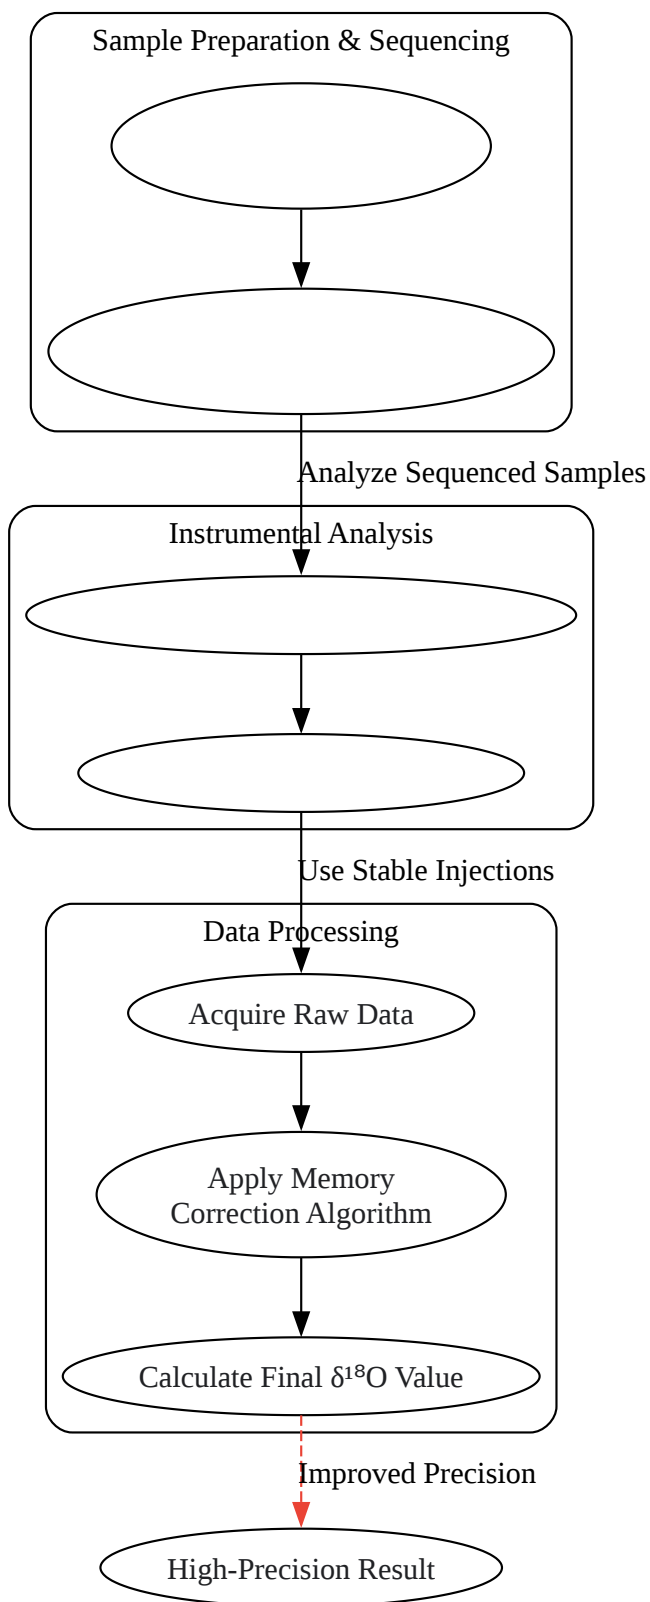 Sample Preparation & Sequencing
Analyze Sequenced Samples
Instrumental Analysis
Use Stable Injections
Data Processing
Acquire Raw Data
Apply Memory
Correction Algorithm
Calculate Final δ¹⁸O Value
Improved Precision
High-Precision Result